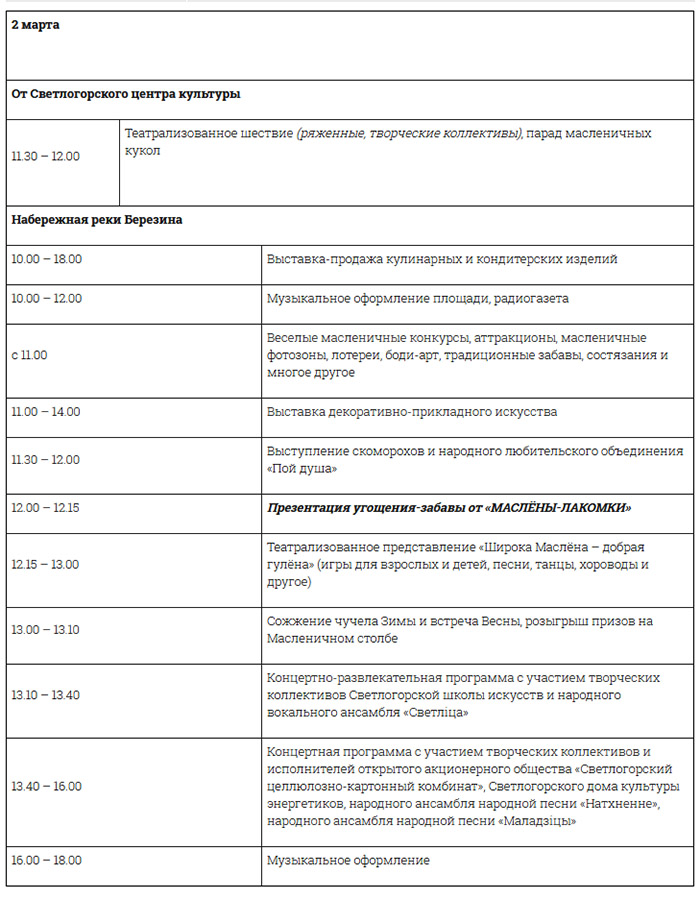 2 марта
От Светлогорского центра культуры
11.30 – 12.00
Театрализованное шествие (ряженные, творческие коллективы), парад масленичных
кукол
Набережная реки Березина
10.00 – 18.00
Выставка-продажа кулинарных и кондитерских изделий
10.00 – 12.00
Музыкальное оформление площади, радиогазета
с 11.00
Веселые масленичные конкурсы, аттракционы, масленичные
фотозоны, лотереи, боди-арт, традиционные забавы, состязания и
многое другое
11.00 – 14.00
Выставка декоративно-прикладного искусства
11.30 – 12.00
Выступление скоморохов и народного любительского объединения
«Пой душа»
12.00 – 12.15
Презентация угощения-забавы от «МАСЛЁНЫ-ЛАКОМКИ»
12.15 – 13.00
Театрализованное представление «Широка Маслёна – добрая
гулёна» (игры для взрослых и детей, песни, танцы, хороводы и
другое)
13.00 – 13.10
Сожжение чучела Зимы и встреча Весны, розыгрыш призов на
Масленичном столбе
13.10 – 13.40
Концертно-развлекательная программа с участием творческих
коллективов Светлогорской школы искусств и народного
вокального ансамбля «Светліца»
13.40 – 16.00
Концертная программа с участием творческих коллективов и
исполнителей открытого акционерного общества «Светлогорский
целлюлозно-картонный комбинат», Светлогорского дома культуры
энергетиков, народного ансамбля народной песни «Натхненне»,
народного ансамбля народной песни «Маладзіцы»
16.00 – 18.00
Музыкальное оформление